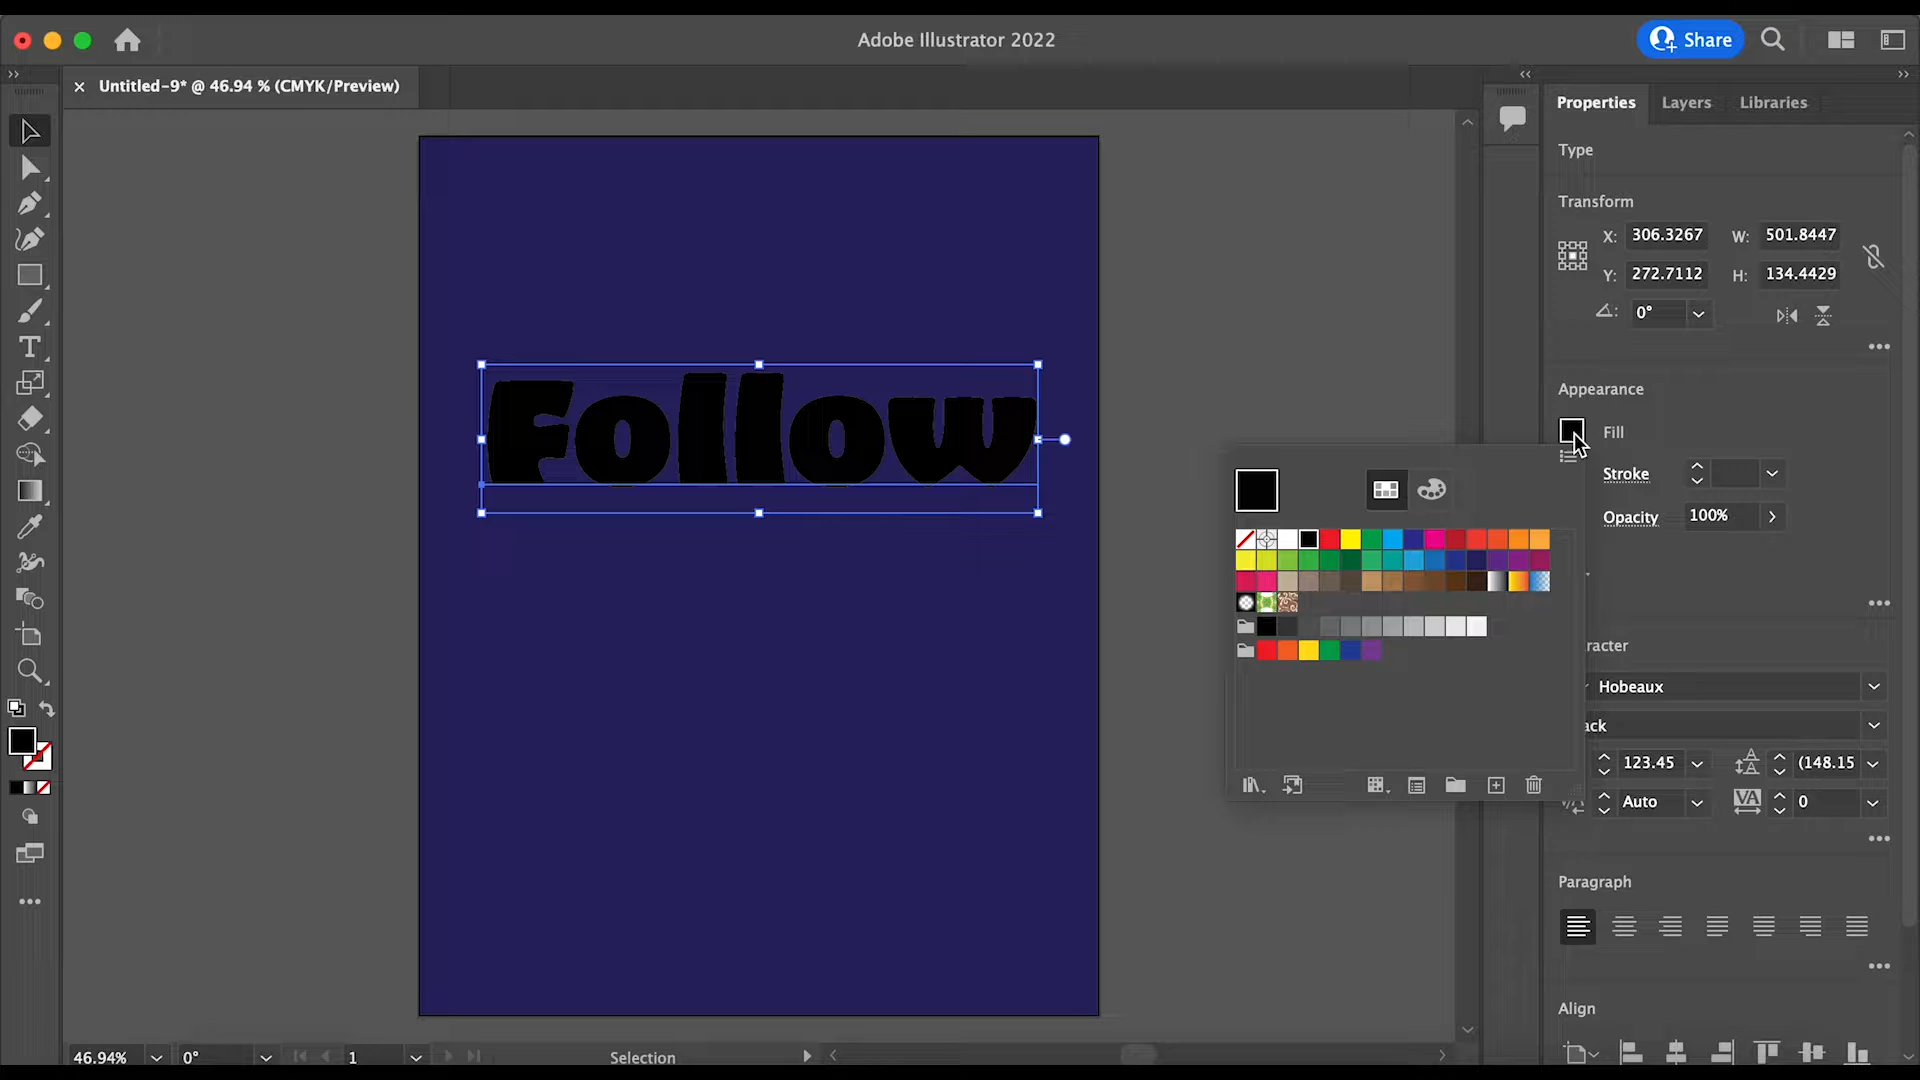 Adobe Illustrator 2022
Share
× Untitled-9* @ 46.94 % (CMYK/Preview)
Properties Layers Libraries
Type
Transform
X: 306.3267 W: 501.8447
Y: 272.7112 H: 134.4429
0°
Appearance
Fill
Stroke
Opacity 100%
Follow
racter
Hobeaux
ack
123.45 (148.15
Auto 0
Paragraph
Align
46.94% 0° 1 Selection